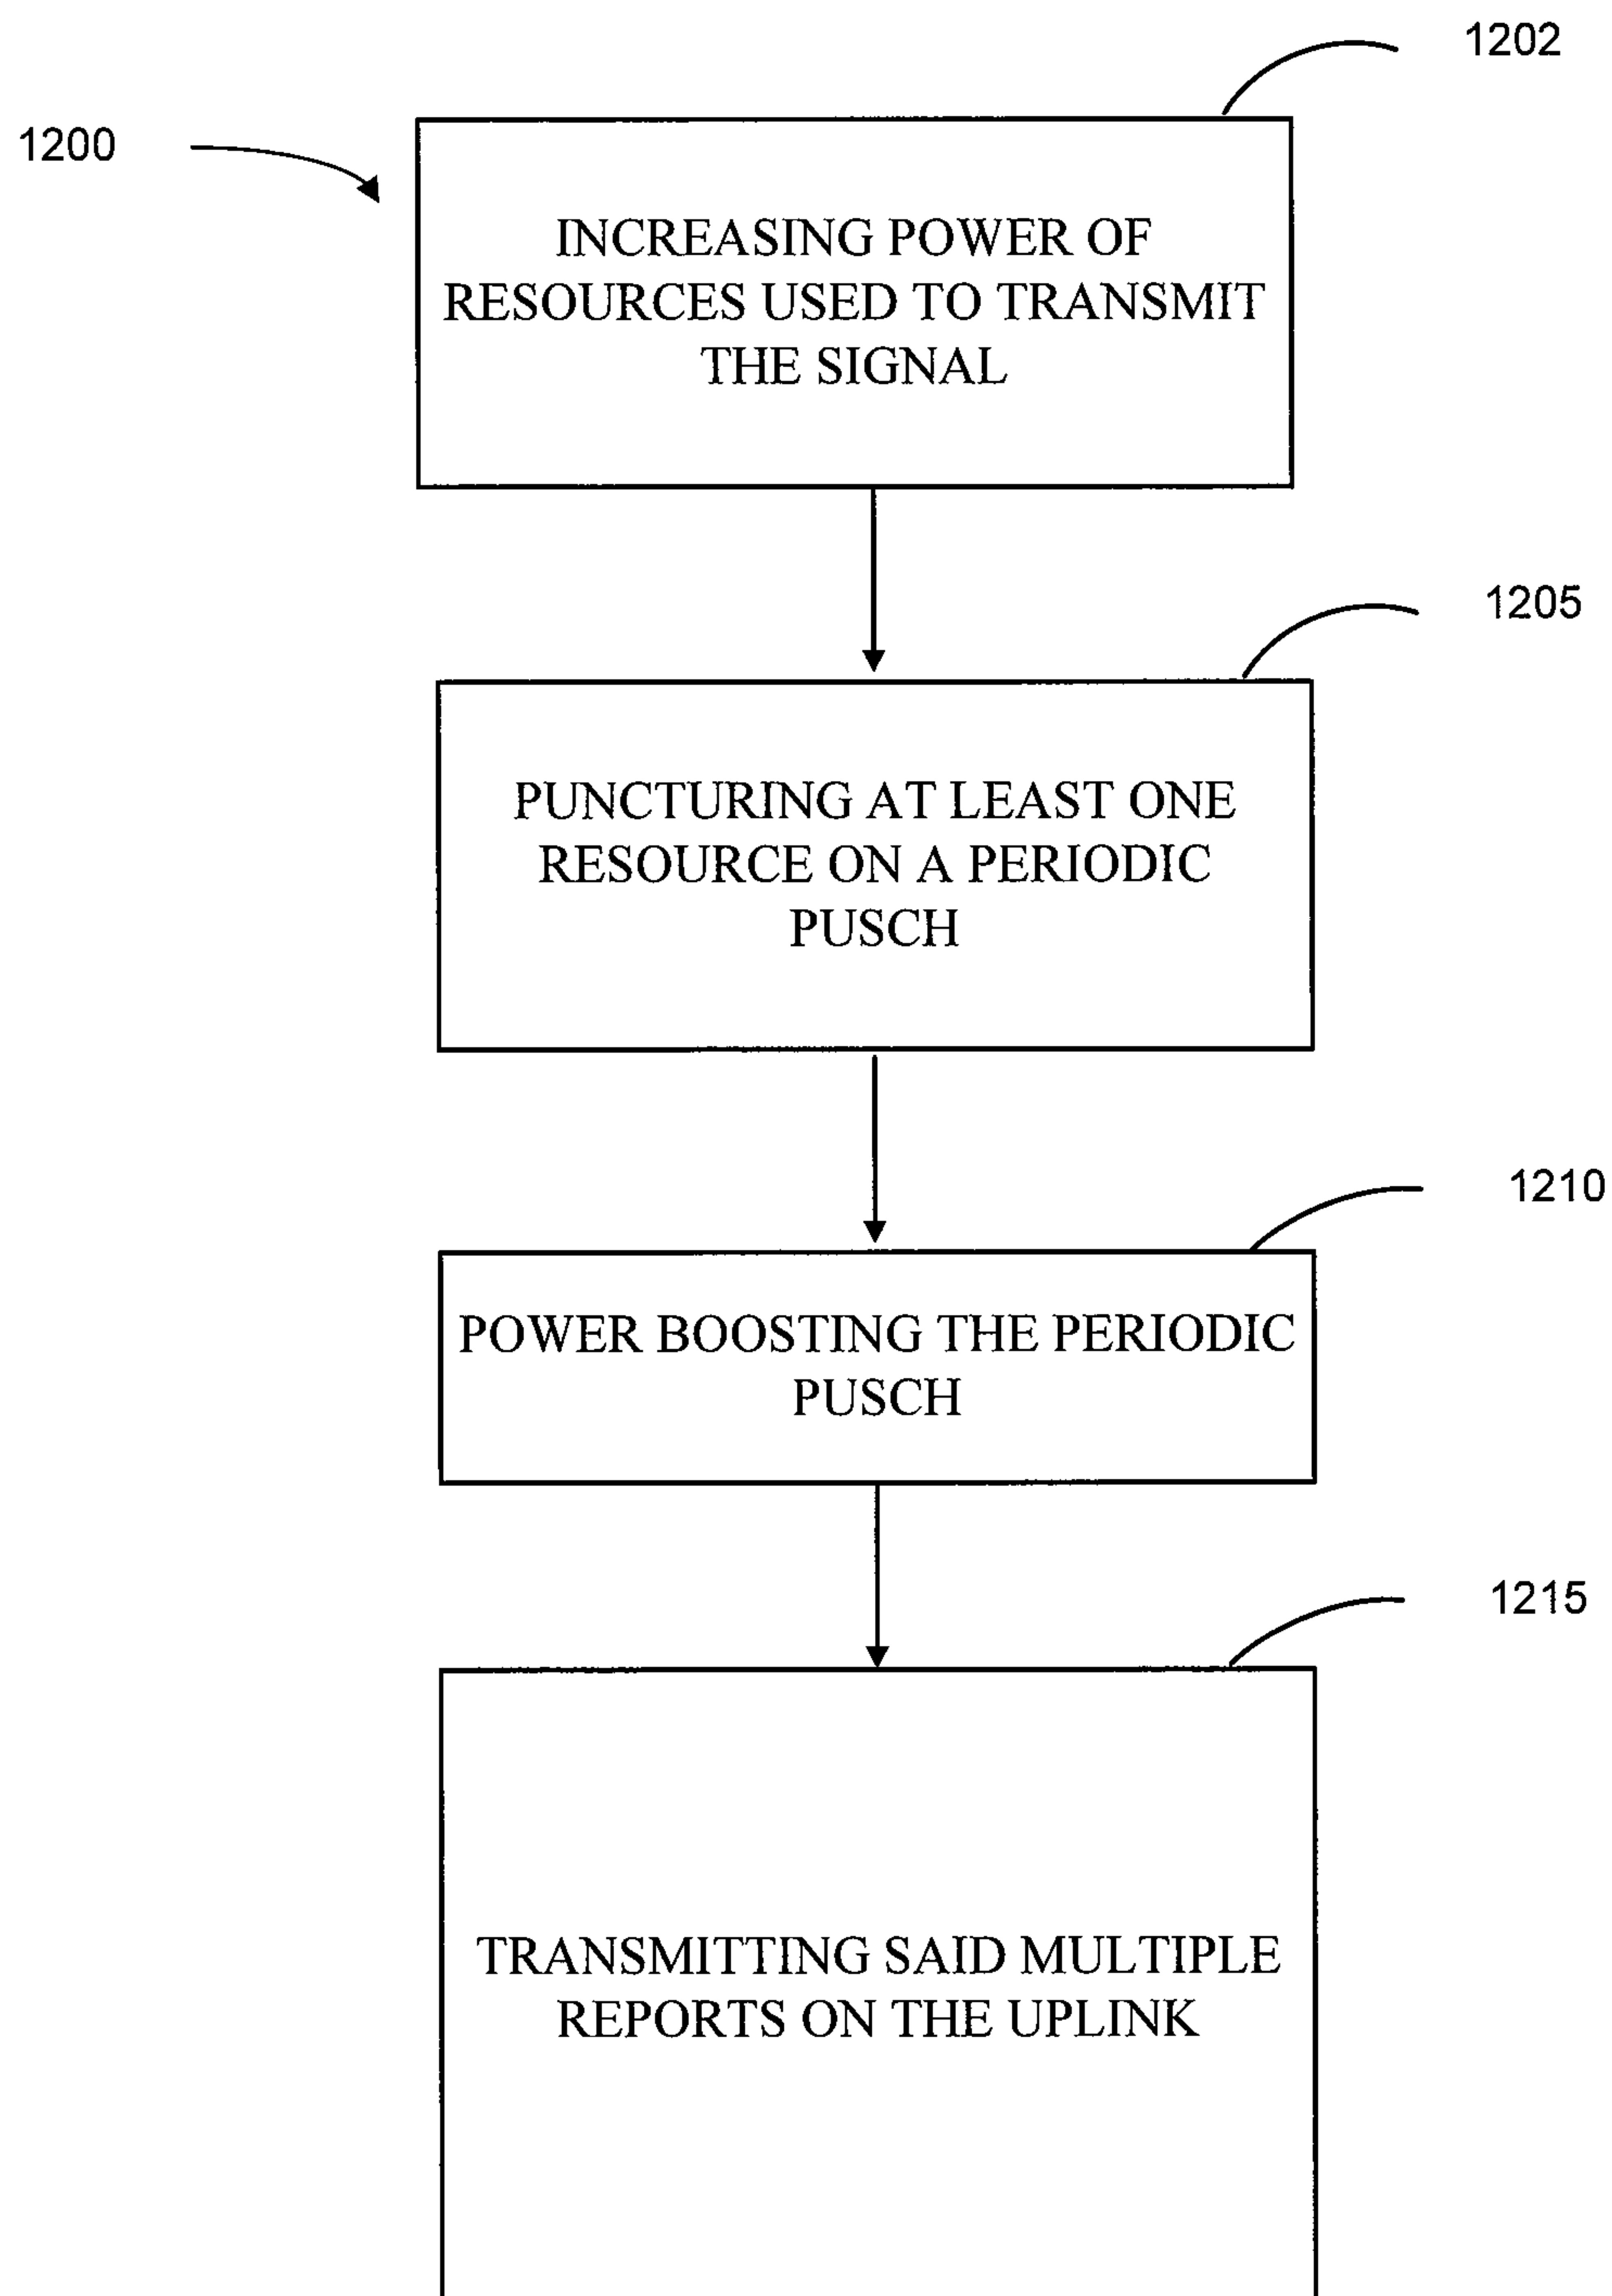 1202
1200
INCREASING POWER OF
RESOURCES USED TO TRANSMIT
THE SIGNAL
1205
PUNCTURING AT LEAST ONE
RESOURCE ON A PERIODIC
PUSCH
1210
POWER BOOSTING THE PERIODIC
PUSCH
1215
TRANSMITTING SAID MULTIPLE
REPORTS ON THE UPLINK